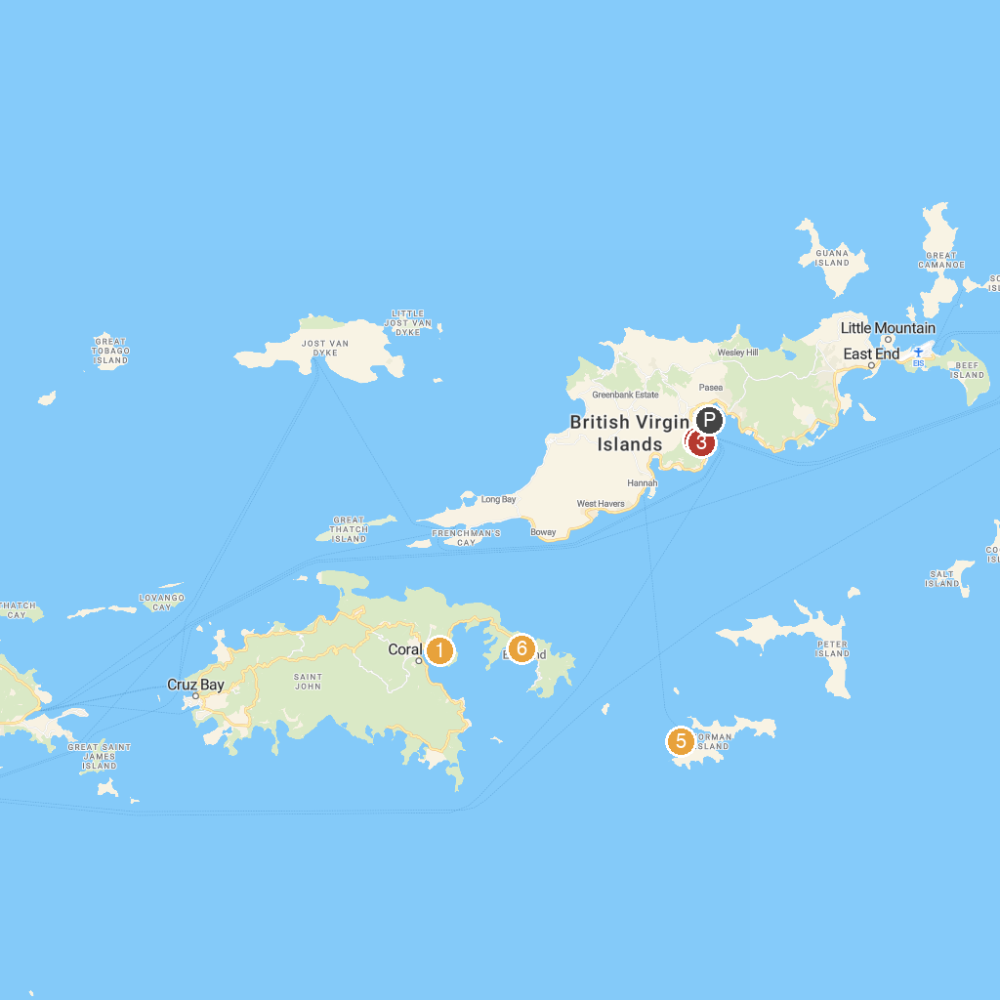 GUANA
ISLAND
GREAT
CAMANOE
LITTLE
JOST VAN
DYKE
Little Mountain
GREAT
TOBAGO
ISLAND
JOST VAN
DYKE
Wesley Hill
East End
EIS
BEEF
ISLAND
Pasea
Greenbank Estate
P
British Virgin
Islands
3
Hannah
Long Bay
West Havers
GREAT
THATCH
ISLAND
FRENCHMAN'S
CAY
Boway
SALT
ISLAND
LOVANGO
CAY
THATCH
CAY
Coral
1
6
PETER
ISLAND
SAINT
JOHN
Cruz Bay
5
ORMAN
ISLAND
GREAT SAINT
JAMES
ISLAND